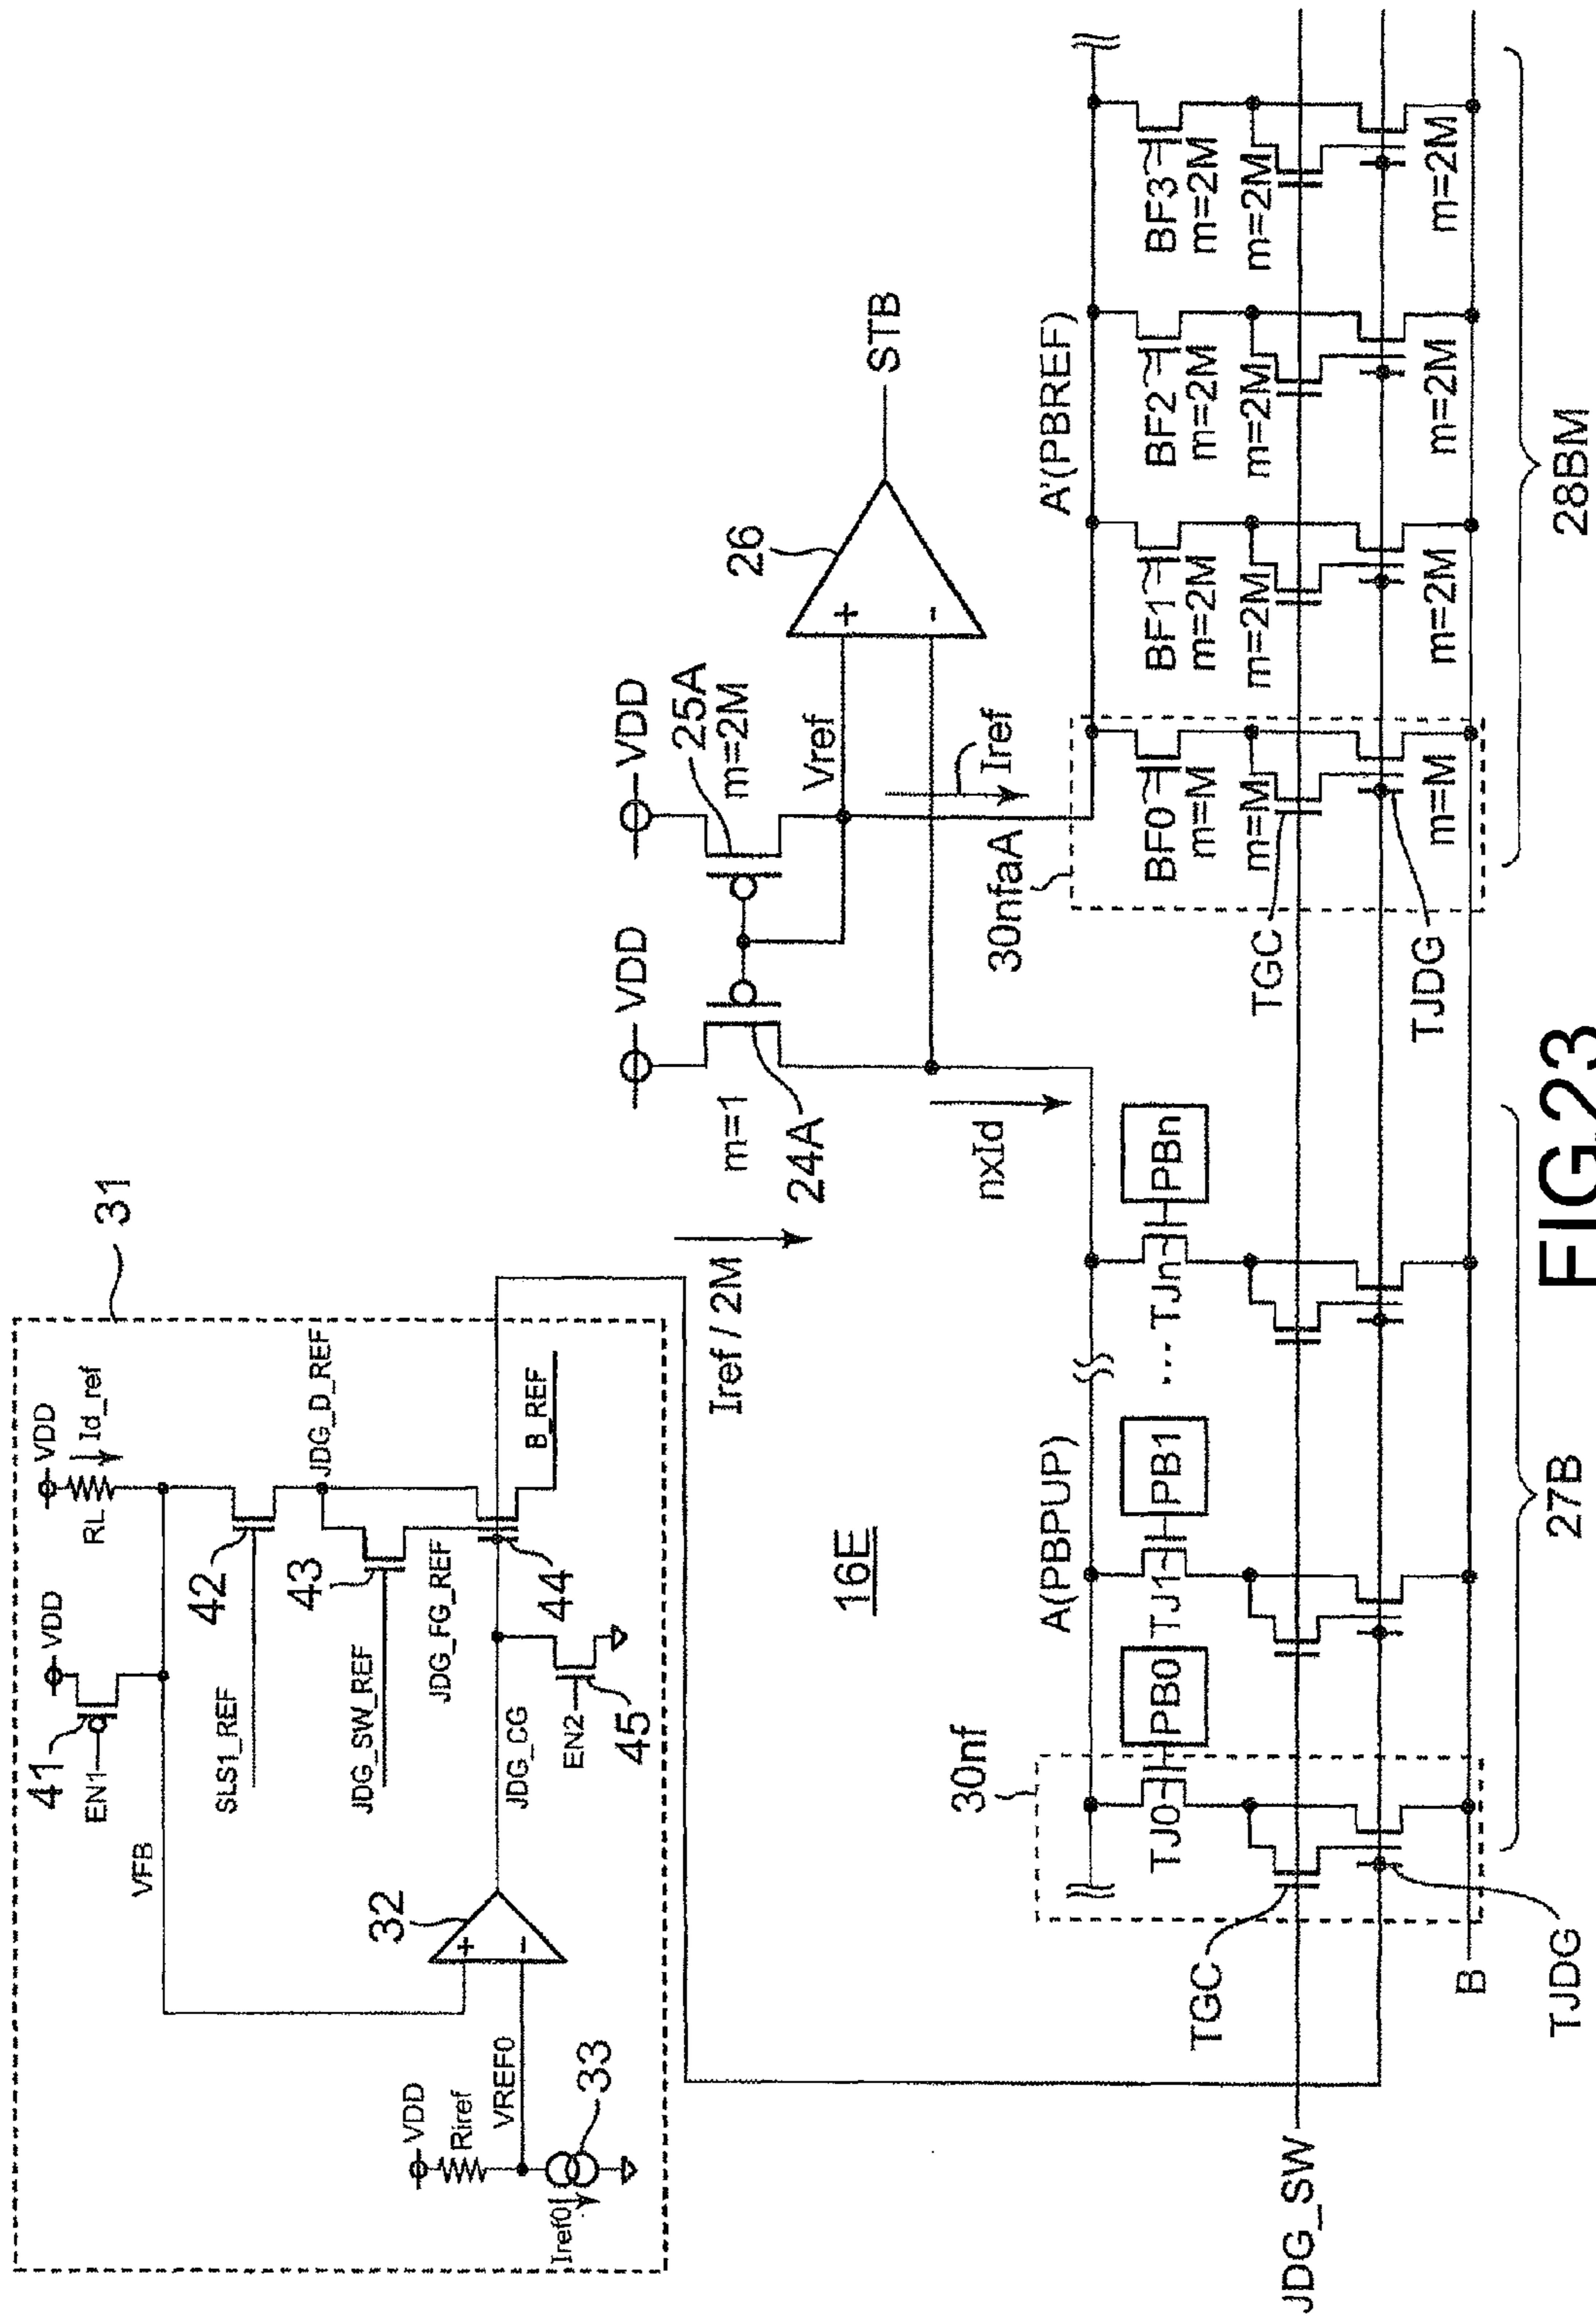 31
VDD
41
EN1
VDD
RL
Id_ref
VFB
SLS1_REF
42
JDG_D_REF
43
JDG_SW_REF
JDG_FG_REF
44
B_REF
32
+
-
JDG_CG
EN2
45
VDD
Riref
VREF0
Iref0
33
Iref / 2M
VDD
VDD
m=1
24A
25A
m=2M
Vref
26
+
-
STB
nxId
Iref
16E
30nf
A(PBPUP)
TJ0
PB0
TJ1
PB1
...
TJn
PBn
TGC
JDG_SW
B
TJDG
27B
30nfaA
A'(PBREF)
BF0
m=M
BF1
m=2M
BF2
m=2M
BF3
m=2M
m=M
m=2M
m=2M
m=2M
TGC
TJDG
m=M
m=2M
m=2M
m=2M
28BM
FIG.23